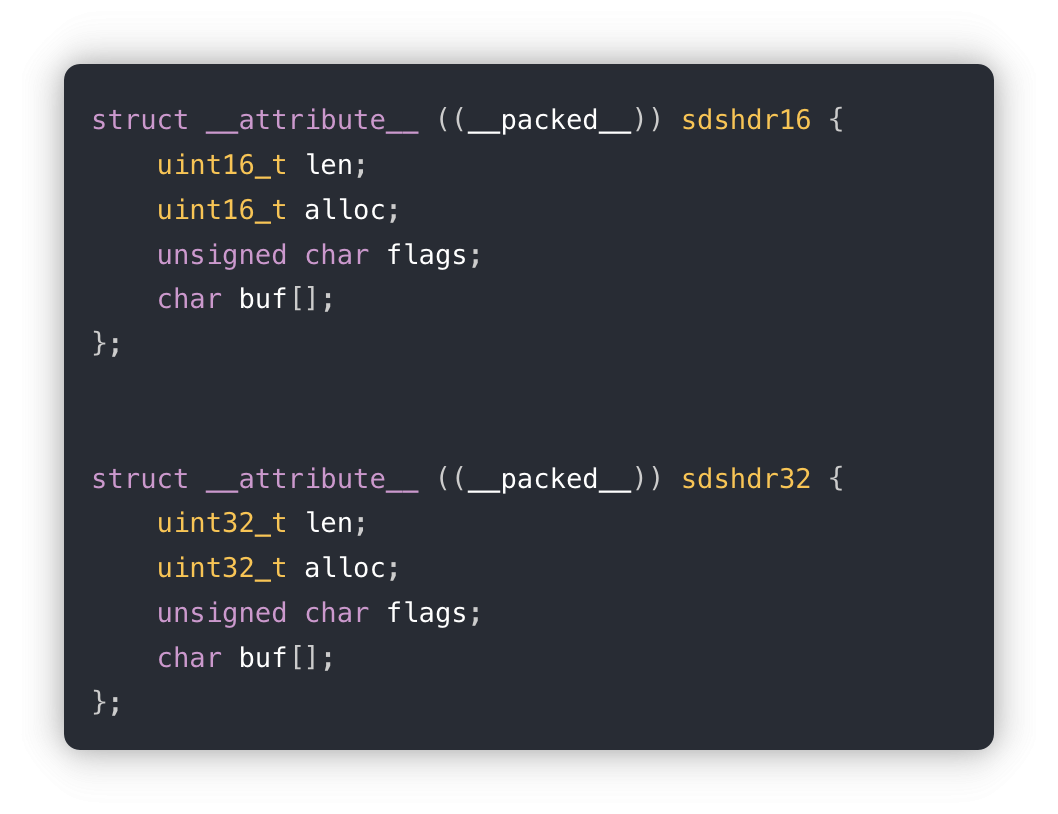 struct __attribute__ ((__packed__)) sdshdr16 {
    uint16_t len;
    uint16_t alloc;
    unsigned char flags;
    char buf[];
};
struct __attribute__ ((__packed__)) sdshdr32 {
    uint32_t len;
    uint32_t alloc;
    unsigned char flags;
    char buf[];
};